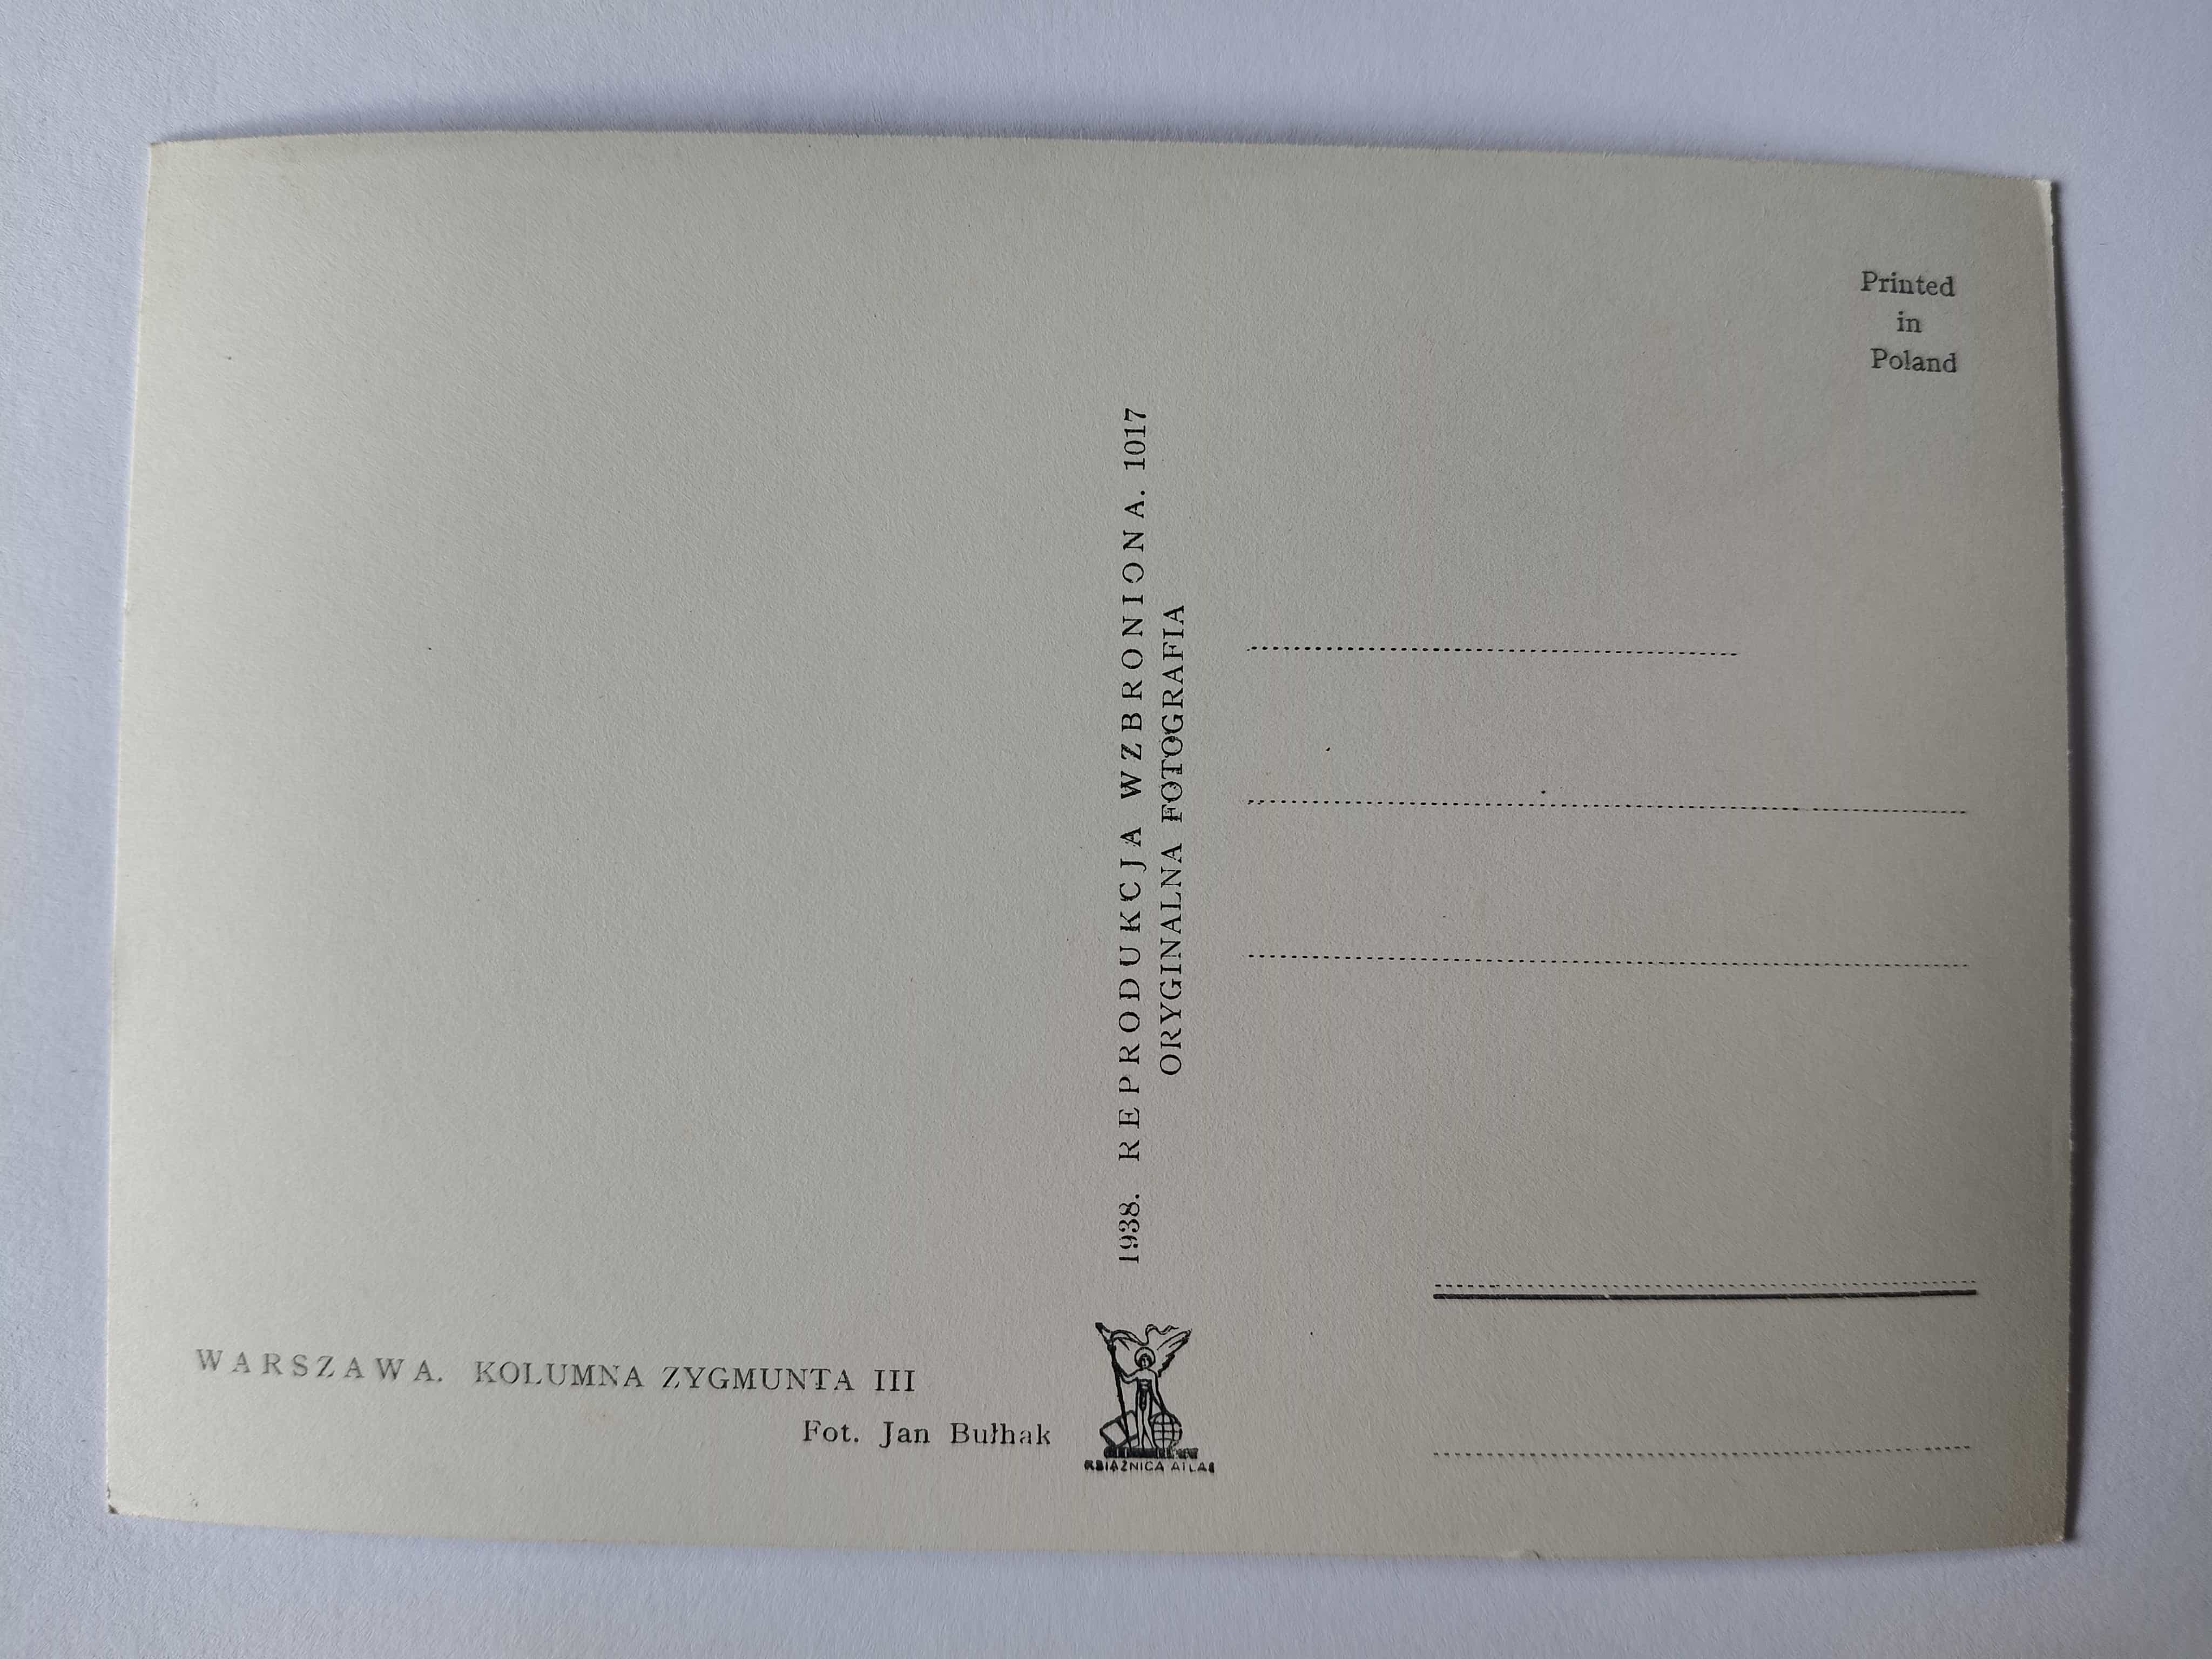 Printed
in
Poland
1938. REPRODUKCJA WZBRONIONA. 1017
ORYGINALNA FOTOGRAFIA
WARSZAWA. KOLUMNA ZYGMUNTA III
Fot. Jan Bułhak
KSIĄŻNICA ATLAS